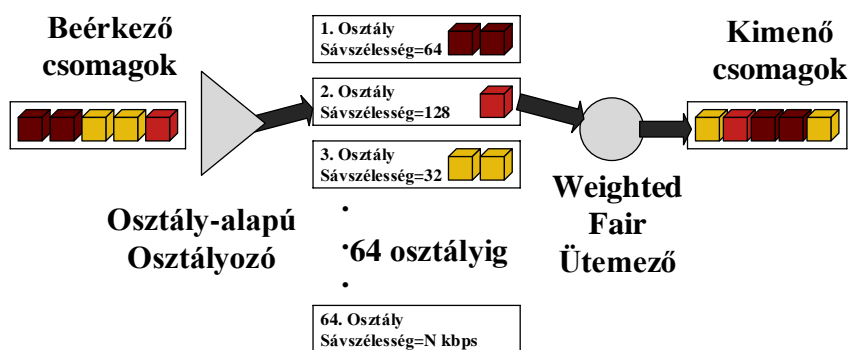 Beérkező
csomagok
1. Osztály
Sávszélesség=64
2. Osztály
Sávszélesség=128
3. Osztály
Sávszélesség=32
Kimenő
csomagok
Osztály-alapú
Osztályozó
64 osztályig
Weighted
Fair
Ütemező
64. Osztály
Sávszélesség=N kbps